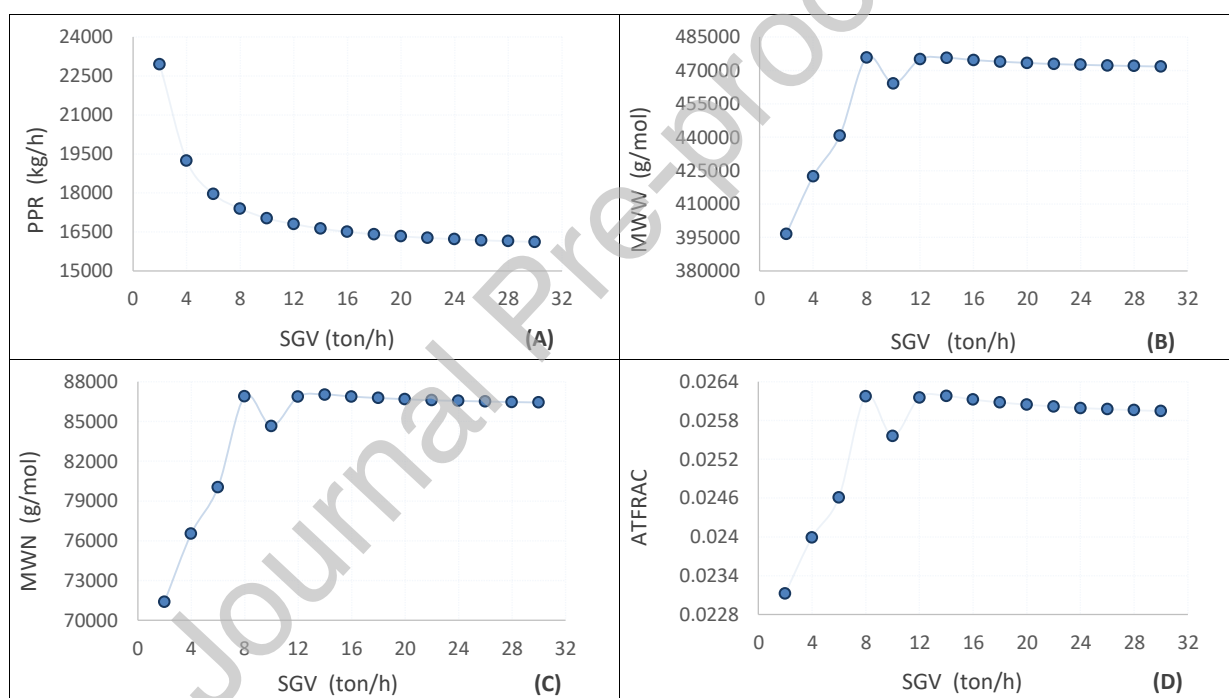 24000
22500
21000
19500
18000
16500
15000
PPR (kg/h)
0 4 8 12 16 20 24 28 32
SGV (ton/h)
(A)
485000
470000
455000
440000
425000
410000
395000
380000
MWW (g/mol)
0 4 8 12 16 20 24 28 32
SGV (ton/h)
(B)
88000
85000
82000
79000
76000
73000
70000
MWN (g/mol)
0 4 8 12 16 20 24 28 32
SGV (ton/h)
(C)
0.0264
0.0258
0.0252
0.0246
0.024
0.0234
0.0228
ATFRAC
0 4 8 12 16 20 24 28 32
SGV (ton/h)
(D)
Journal Pre-proo